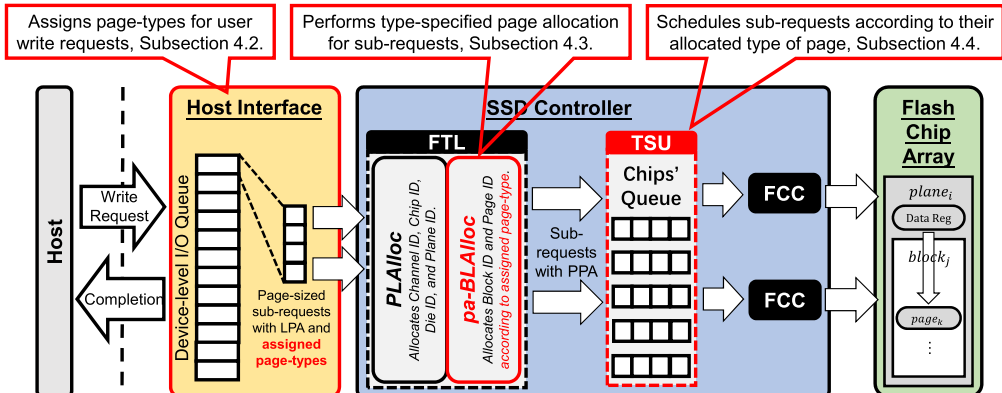 Assigns page-types for user
write requests, Subsection 4.2.
Performs type-specified page allocation
for sub-requests, Subsection 4.3.
Schedules sub-requests according to their
allocated type of page, Subsection 4.4.
Host
Write
Request
Completion
Host Interface
Device-level I/O Queue
Page-sized
sub-requests
with LPA and
assigned
page-types
SSD Controller
FTL
PLAlloc
Allocates Channel ID, Chip ID,
Die ID, and Plane ID.
pa-BLAlloc
Allocates Block ID and Page ID
according to assigned page-type.
Sub-
requests
with PPA
TSU
Chips'
Queue
FCC
FCC
Flash
Chip
Array
plane_i
Data Reg
block_j
page_k
⋮